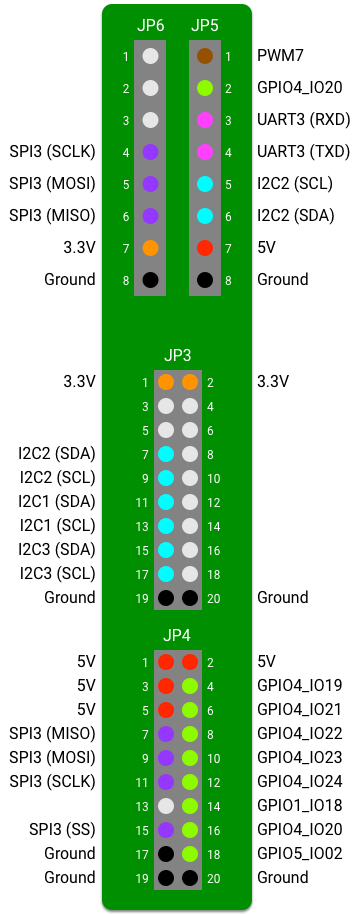 JP6 JP5
1 1 PWM7
2 2 GPIO4_IO20
3 3 UART3 (RXD)
SPI3 (SCLK) 4 4 UART3 (TXD)
SPI3 (MOSI) 5 5 I2C2 (SCL)
SPI3 (MISO) 6 6 I2C2 (SDA)
3.3V 7 7 5V
Ground 8 8 Ground
JP3
3.3V 1 2 3.3V
3 4
5 6
I2C2 (SDA) 7 8
I2C2 (SCL) 9 10
I2C1 (SDA) 11 12
I2C1 (SCL) 13 14
I2C3 (SDA) 15 16
I2C3 (SCL) 17 18
Ground 19 20 Ground
JP4
5V 1 2 5V
5V 3 4 GPIO4_IO19
5V 5 6 GPIO4_IO21
SPI3 (MISO) 7 8 GPIO4_IO22
SPI3 (MOSI) 9 10 GPIO4_IO23
SPI3 (SCLK) 11 12 GPIO4_IO24
13 14 GPIO1_IO18
SPI3 (SS) 15 16 GPIO4_IO20
Ground 17 18 GPIO5_IO02
Ground 19 20 Ground